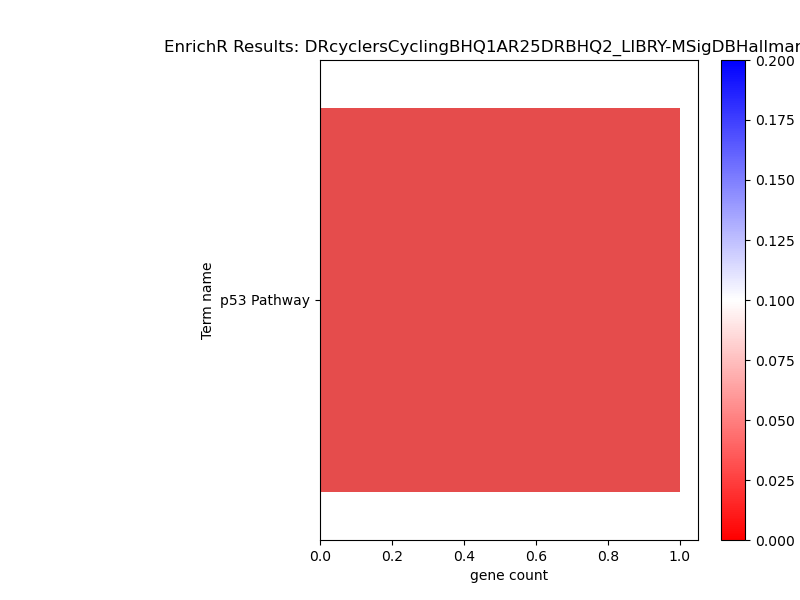 EnrichR Results: DRcyclersCyclingBHQ1AR25DRBHQ2_LIBRY-MSigDBHallmar
Term name
p53 Pathway
0.0 0.2 0.4 0.6 0.8 1.0
gene count
0.200
0.175
0.150
0.125
0.100
0.075
0.050
0.025
0.000